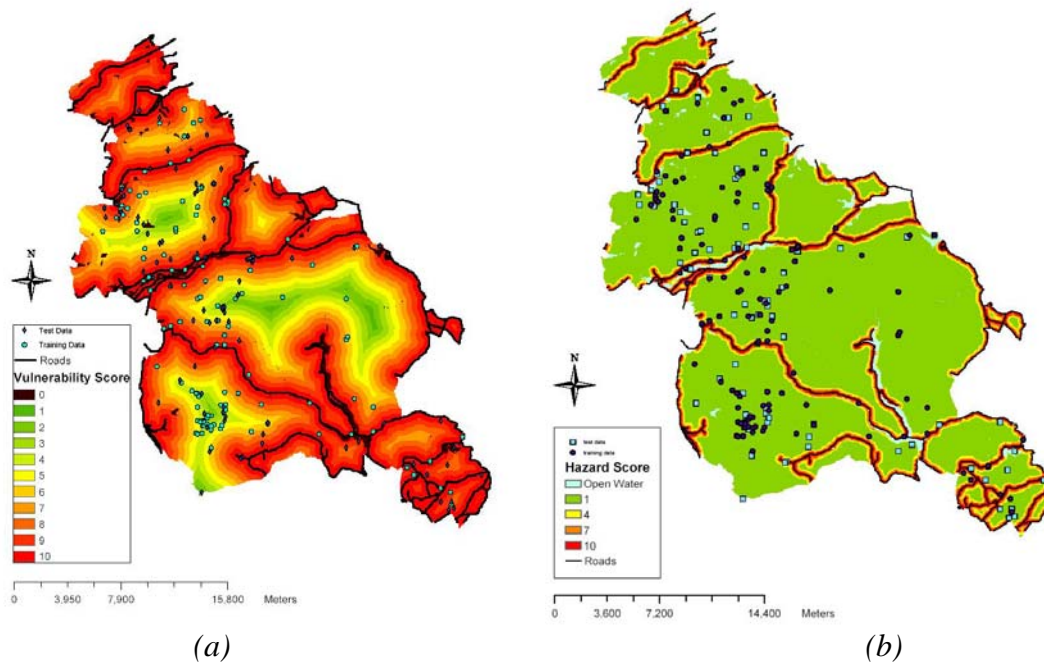 N
Test Data
Training Data
Roads
Vulnerability Score
0
1
2
3
4
5
6
7
8
9
10
0 3,950 7,900 15,800 Meters
(a)
N
test data
training data
Hazard Score
Open Water
1
4
7
10
Roads
0 3,600 7,200 14,400 Meters
(b)